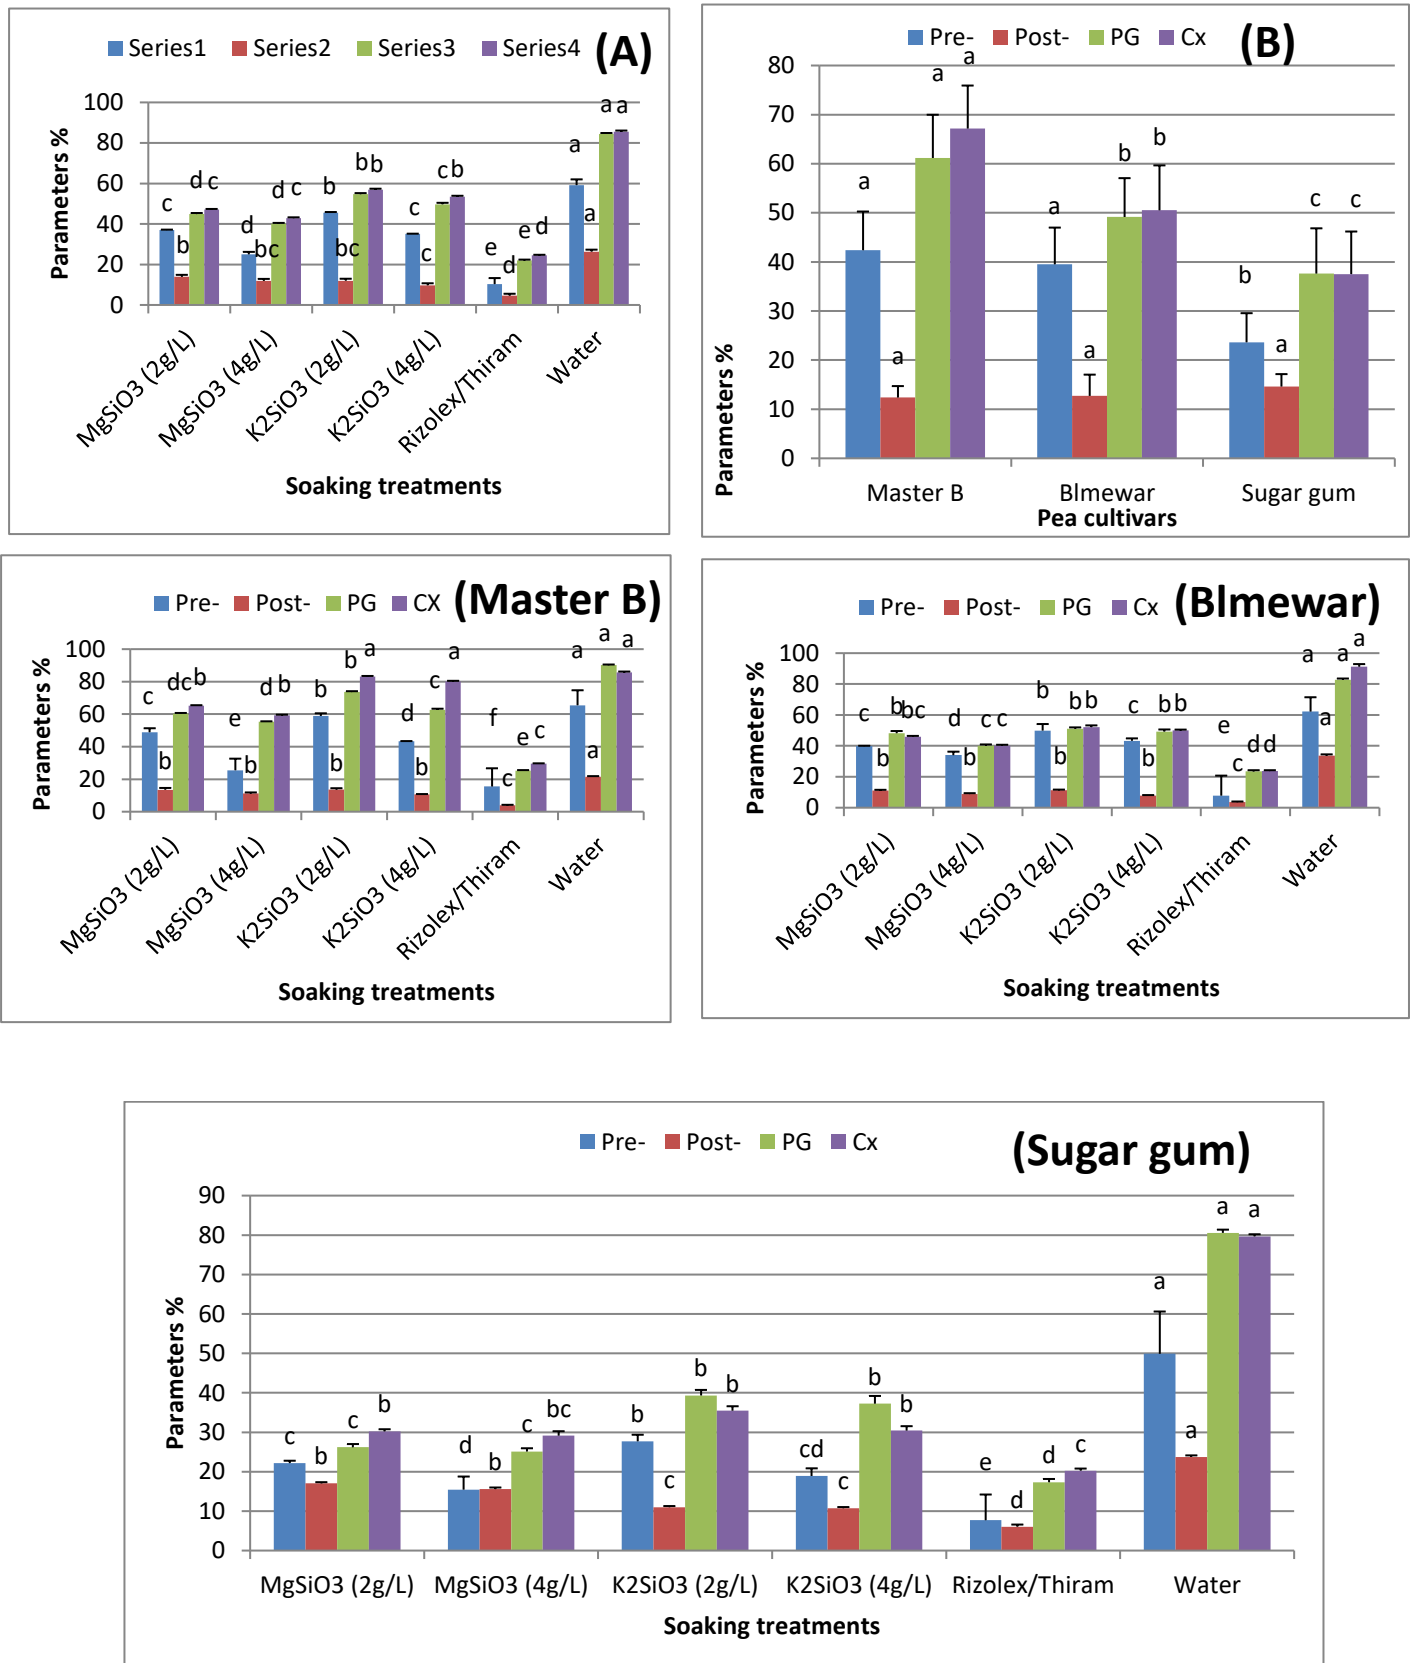 Series1 Series2 Series3 Series4 (A)
100
80
60
40
20
0
Parameters %
c b d c
d bc d c
b bc b b
c c c b
e d e d
a a a a
MgSiO3 (2g/L) MgSiO3 (4g/L) K2SiO3 (2g/L) K2SiO3 (4g/L) Rizolex/Thiram Water
Soaking treatments
Pre- Post- PG Cx (B)
80
70
60
50
40
30
20
10
0
Parameters %
a a a a
a a b b
b a c c
Master B Blmewar Sugar gum
Pea cultivars
Pre- Post- PG CX (Master B)
100
80
60
40
20
0
Parameters %
c b dc b
e b d b
b b b a
d b c a
f c e c
a a a a
MgSiO3 (2g/L) MgSiO3 (4g/L) K2SiO3 (2g/L) K2SiO3 (4g/L) Rizolex/Thiram Water
Soaking treatments
Pre- Post- PG Cx (Blmewar)
100
80
60
40
20
0
Parameters %
c b b bc
d b c c
b b b b
c b b b
e c d d
a a a a
MgSiO3 (2g/L) MgSiO3 (4g/L) K2SiO3 (2g/L) K2SiO3 (4g/L) Rizolex/Thiram Water
Soaking treatments
Pre- Post- PG Cx (Sugar gum)
90
80
70
60
50
40
30
20
10
0
Parameters %
c b c b
d b c bc
b c b b
cd c b b
e d d c
a a a a
MgSiO3 (2g/L) MgSiO3 (4g/L) K2SiO3 (2g/L) K2SiO3 (4g/L) Rizolex/Thiram Water
Soaking treatments